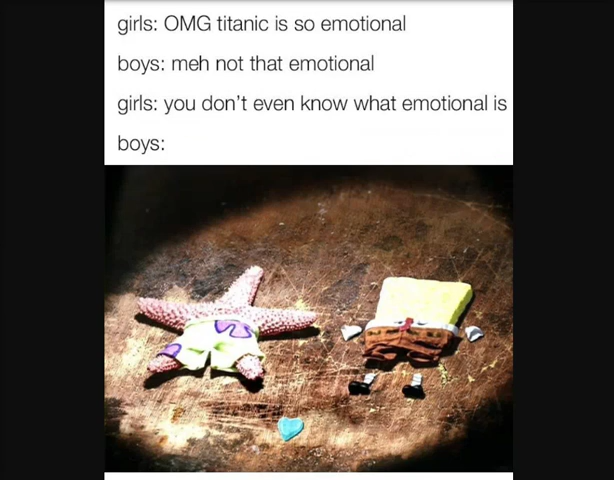 girls: OMG titanic is so emotional
boys: meh not that emotional
girls: you don't even know what emotional is
boys: